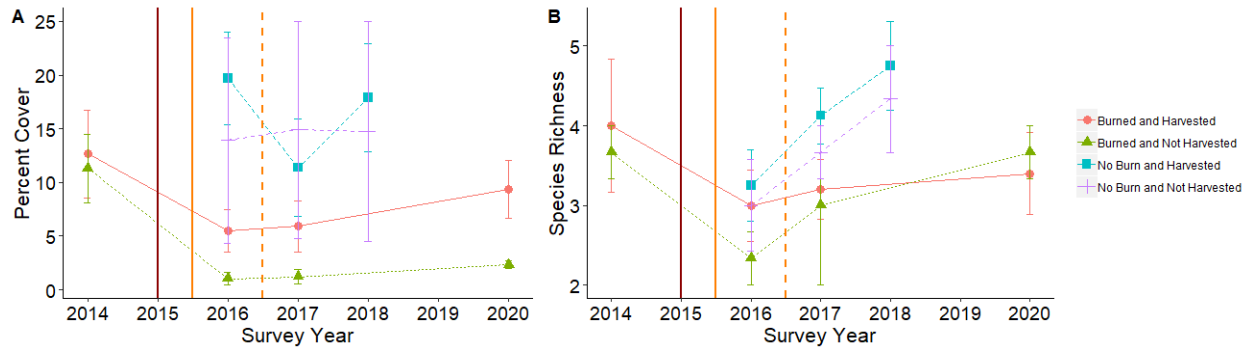 A
Percent Cover
25
20
15
10
5
0
2014 2015 2016 2017 2018 2019 2020
Survey Year
B
Species Richness
5
4
3
2
2014 2015 2016 2017 2018 2019 2020
Survey Year
Burned and Harvested
Burned and Not Harvested
No Burn and Harvested
No Burn and Not Harvested